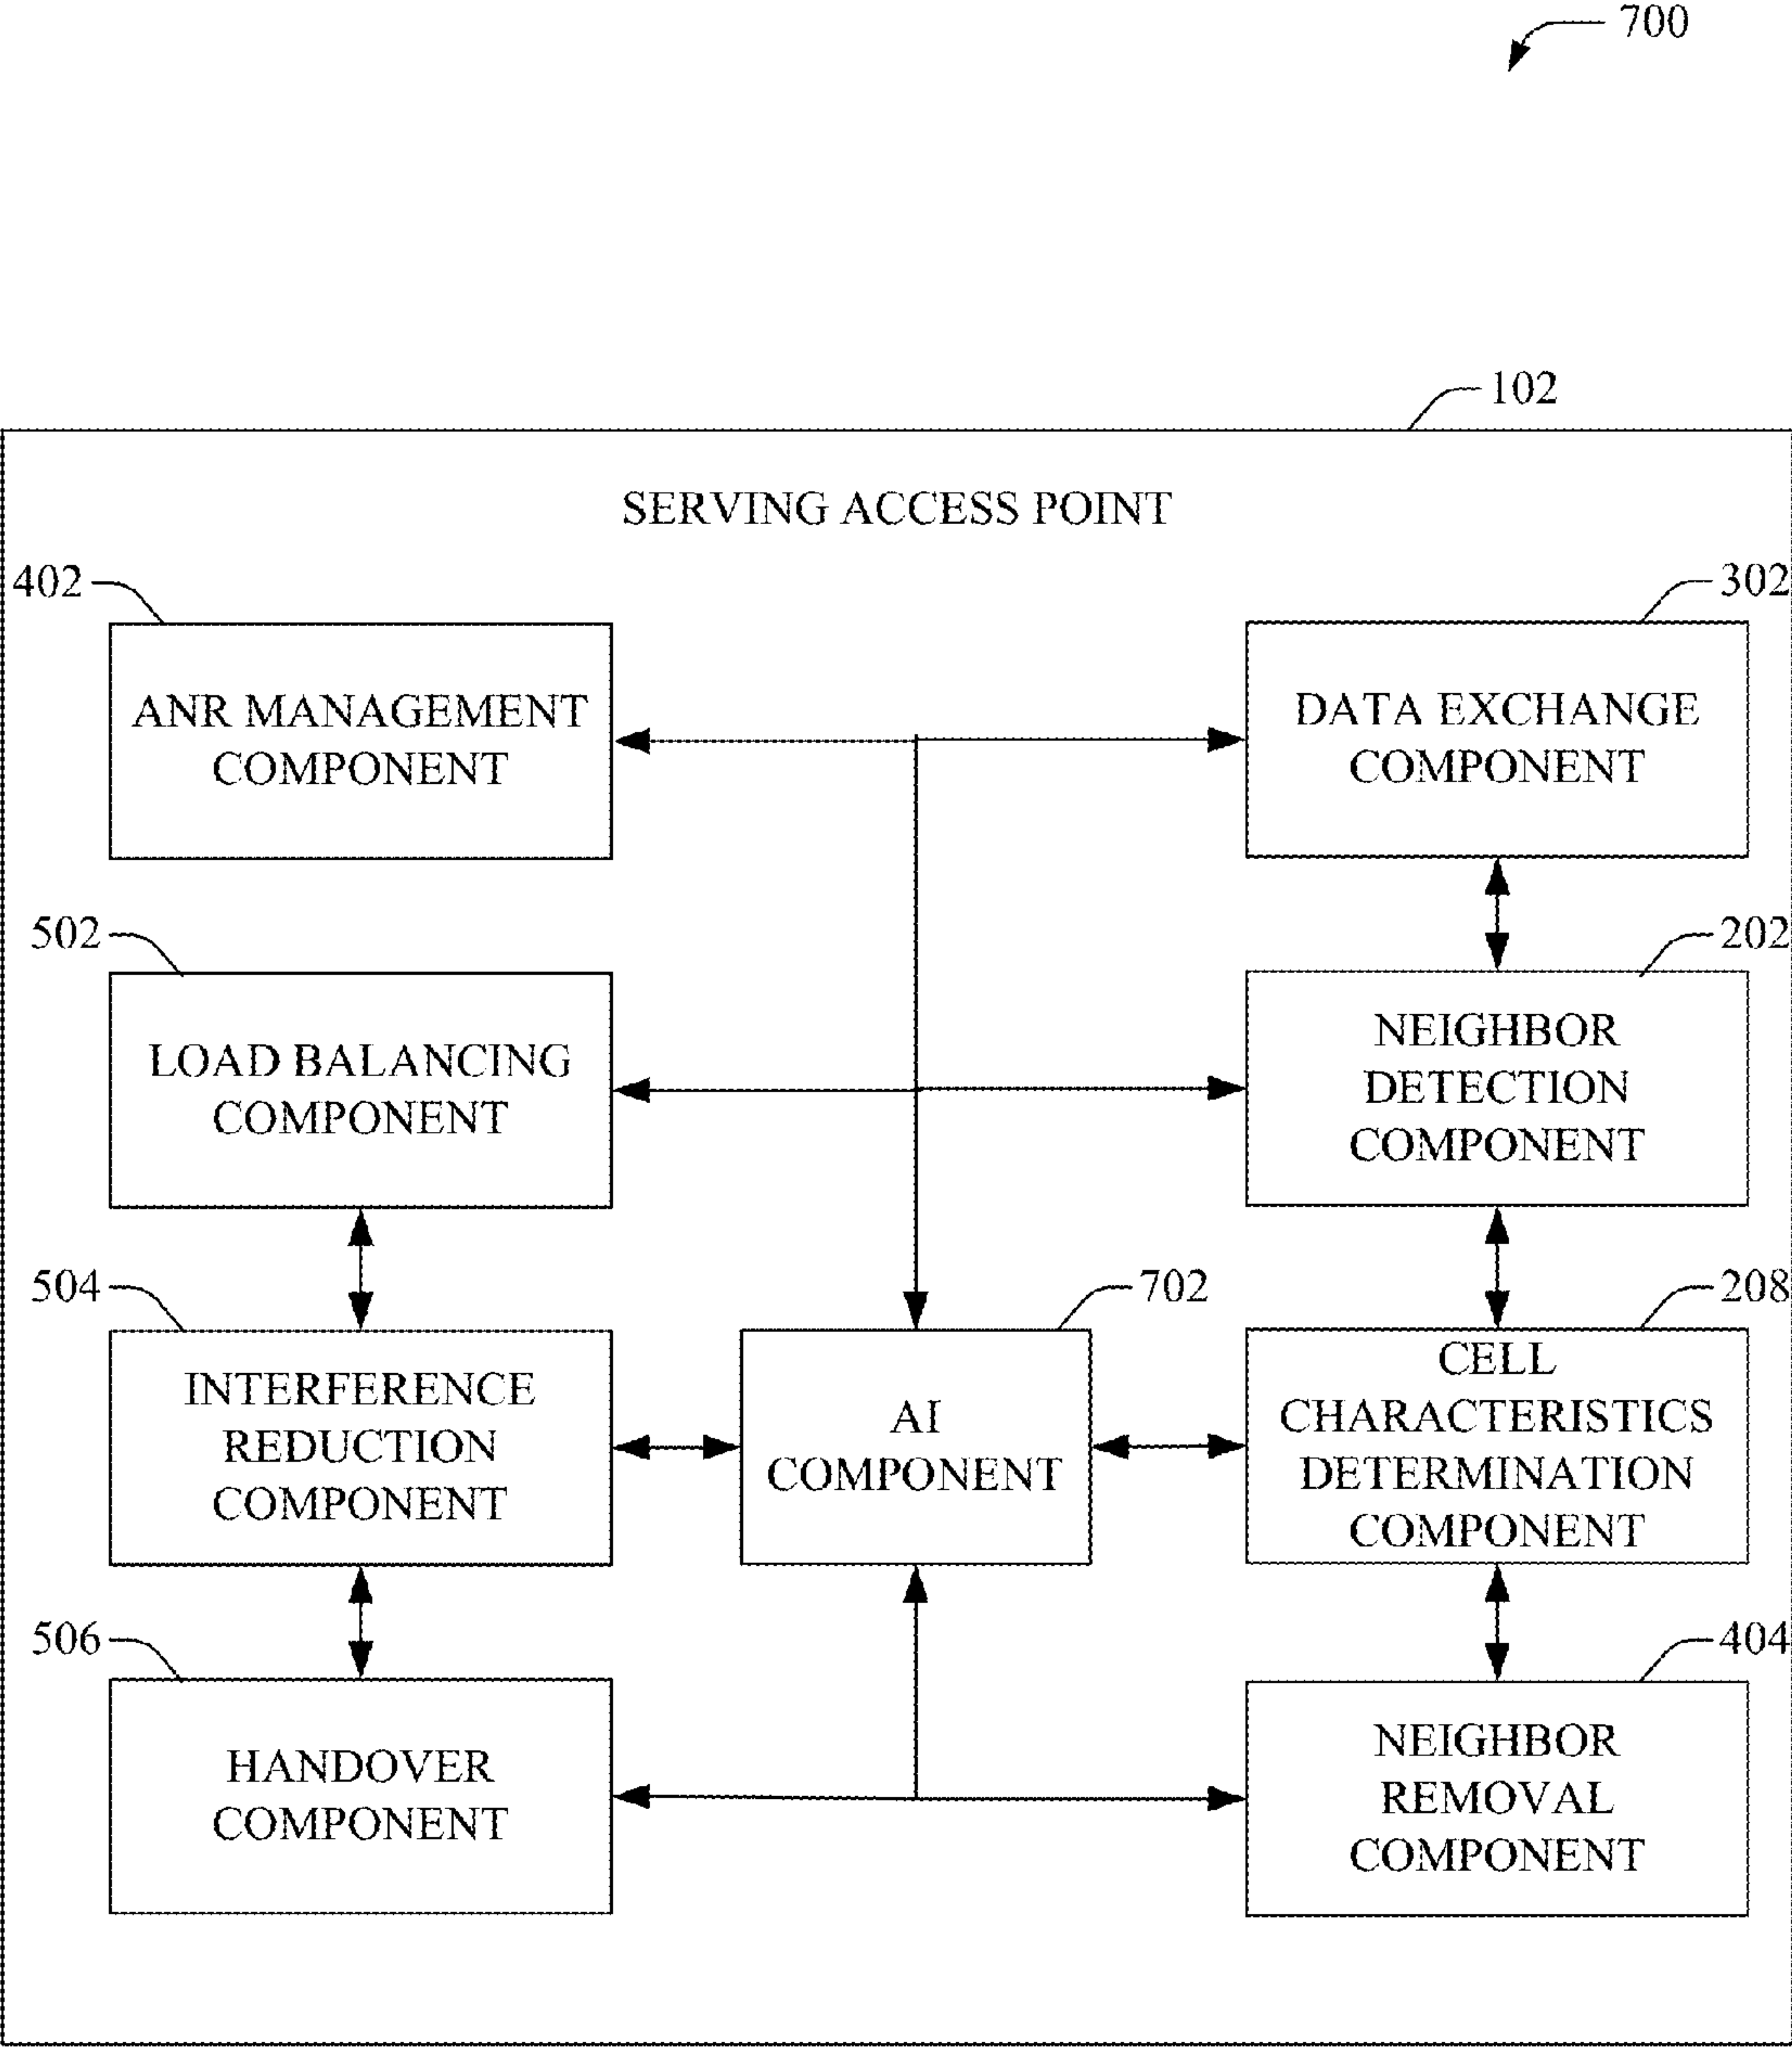 700
102
SERVING ACCESS POINT
402
ANR MANAGEMENT
COMPONENT
302
DATA EXCHANGE
COMPONENT
502
LOAD BALANCING
COMPONENT
202
NEIGHBOR
DETECTION
COMPONENT
504
INTERFERENCE
REDUCTION
COMPONENT
702
AI
COMPONENT
208
CELL
CHARACTERISTICS
DETERMINATION
COMPONENT
506
HANDOVER
COMPONENT
404
NEIGHBOR
REMOVAL
COMPONENT